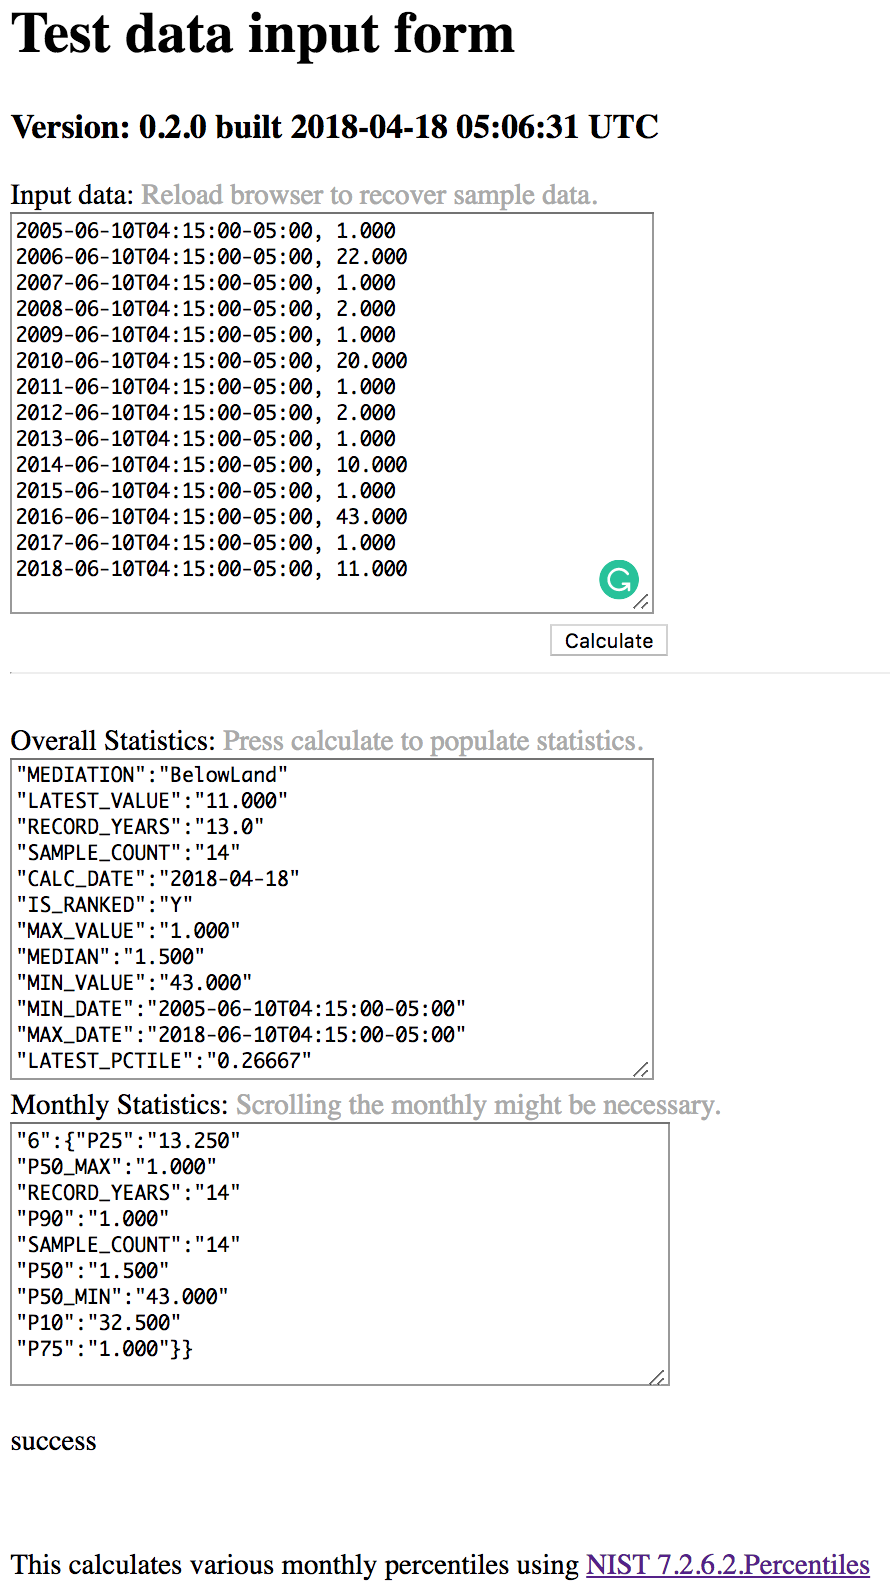 Test data input form
Version: 0.2.0 built 2018-04-18 05:06:31 UTC
Input data: Reload browser to recover sample data.
2005-06-10T04:15:00-05:00, 1.000
2006-06-10T04:15:00-05:00, 22.000
2007-06-10T04:15:00-05:00, 1.000
2008-06-10T04:15:00-05:00, 2.000
2009-06-10T04:15:00-05:00, 1.000
2010-06-10T04:15:00-05:00, 20.000
2011-06-10T04:15:00-05:00, 1.000
2012-06-10T04:15:00-05:00, 2.000
2013-06-10T04:15:00-05:00, 1.000
2014-06-10T04:15:00-05:00, 10.000
2015-06-10T04:15:00-05:00, 1.000
2016-06-10T04:15:00-05:00, 43.000
2017-06-10T04:15:00-05:00, 1.000
2018-06-10T04:15:00-05:00, 11.000
Calculate
Overall Statistics: Press calculate to populate statistics.
"MEDIATION":"BelowLand"
"LATEST_VALUE":"11.000"
"RECORD_YEARS":"13.0"
"SAMPLE_COUNT":"14"
"CALC_DATE":"2018-04-18"
"IS_RANKED":"Y"
"MAX_VALUE":"1.000"
"MEDIAN":"1.500"
"MIN_VALUE":"43.000"
"MIN_DATE":"2005-06-10T04:15:00-05:00"
"MAX_DATE":"2018-06-10T04:15:00-05:00"
"LATEST_PCTILE":"0.26667"
Monthly Statistics: Scrolling the monthly might be necessary.
"6":{"P25":"13.250"
"P50_MAX":"1.000"
"RECORD_YEARS":"14"
"P90":"1.000"
"SAMPLE_COUNT":"14"
"P50":"1.500"
"P50_MIN":"43.000"
"P10":"32.500"
"P75":"1.000"}}
success
This calculates various monthly percentiles using NIST 7.2.6.2.Percentiles